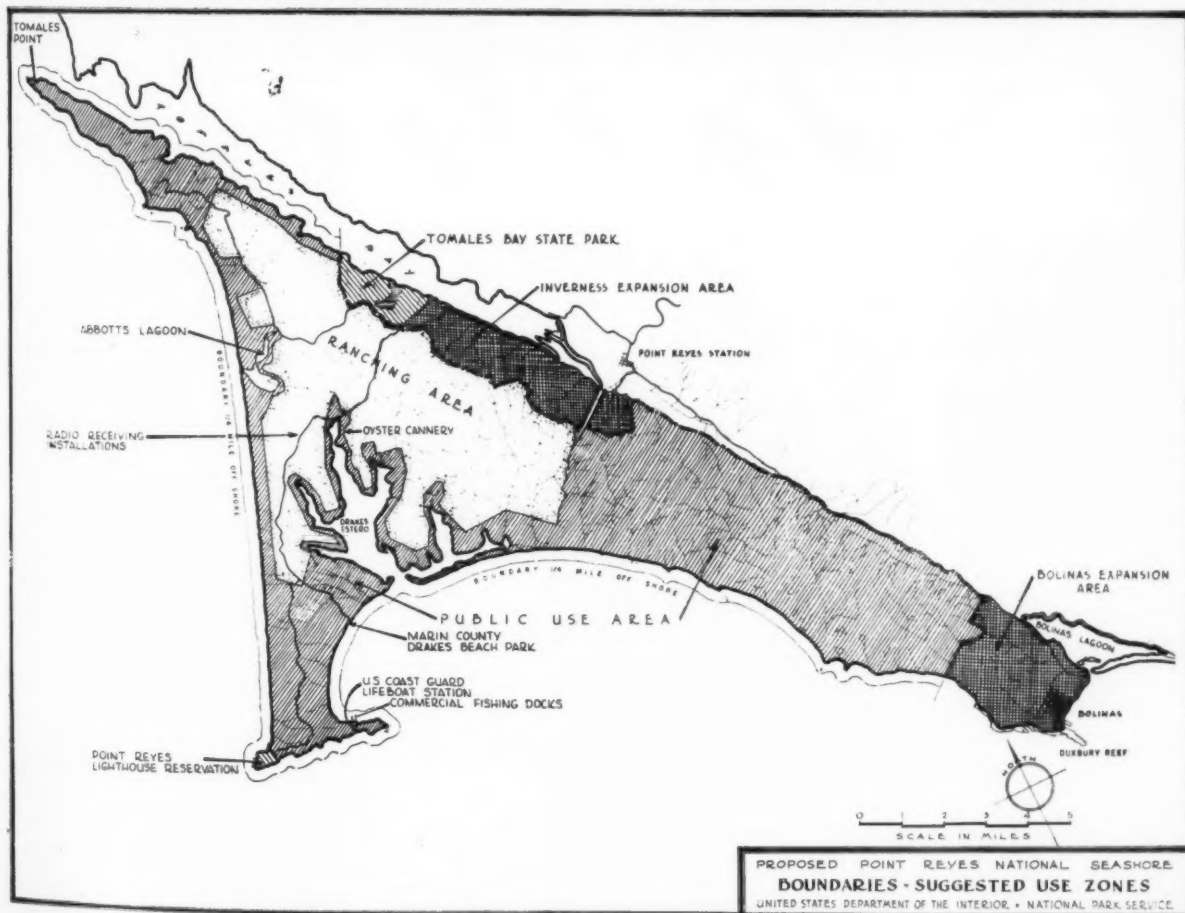 TOMALES
POINT
TOMALES BAY STATE PARK
INVERNESS EXPANSION AREA
POINT REYES STATION
ABBOTTS LAGOON
RANCHING AREA
BOUNDARY 1/4 MILE OFF SHORE
RADIO RECEIVING
INSTALLATIONS
OYSTER CANNERY
DRAKES
ESTERO
BOUNDARY 1/4 MILE OFF SHORE
PUBLIC USE AREA
MARIN COUNTY
DRAKES BEACH PARK
BOLINAS EXPANSION
AREA
BOLINAS LAGOON
U.S. COAST GUARD
LIFEBOAT STATION
COMMERCIAL FISHING DOCKS
BOLINAS
DUXBURY REEF
POINT REYES
LIGHTHOUSE RESERVATION
NORTH
0 1 2 3 4 5
SCALE IN MILES
PROPOSED POINT REYES NATIONAL SEASHORE
BOUNDARIES - SUGGESTED USE ZONES
UNITED STATES DEPARTMENT OF THE INTERIOR • NATIONAL PARK SERVICE